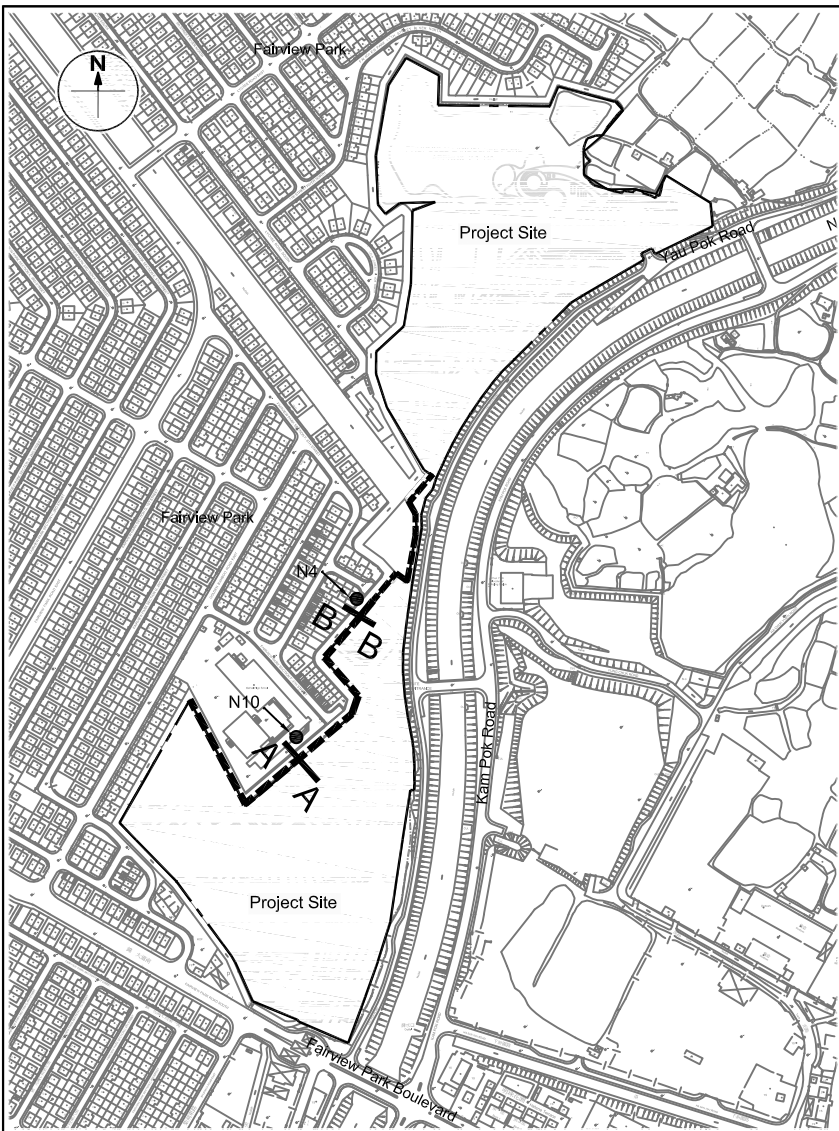 Fairview Park
N
Project Site
Yau Pok Road
N
Fairview Park
N4
B
B
N10
A
A
Kam Pok Road
Project Site
Fairview Park Boulevard